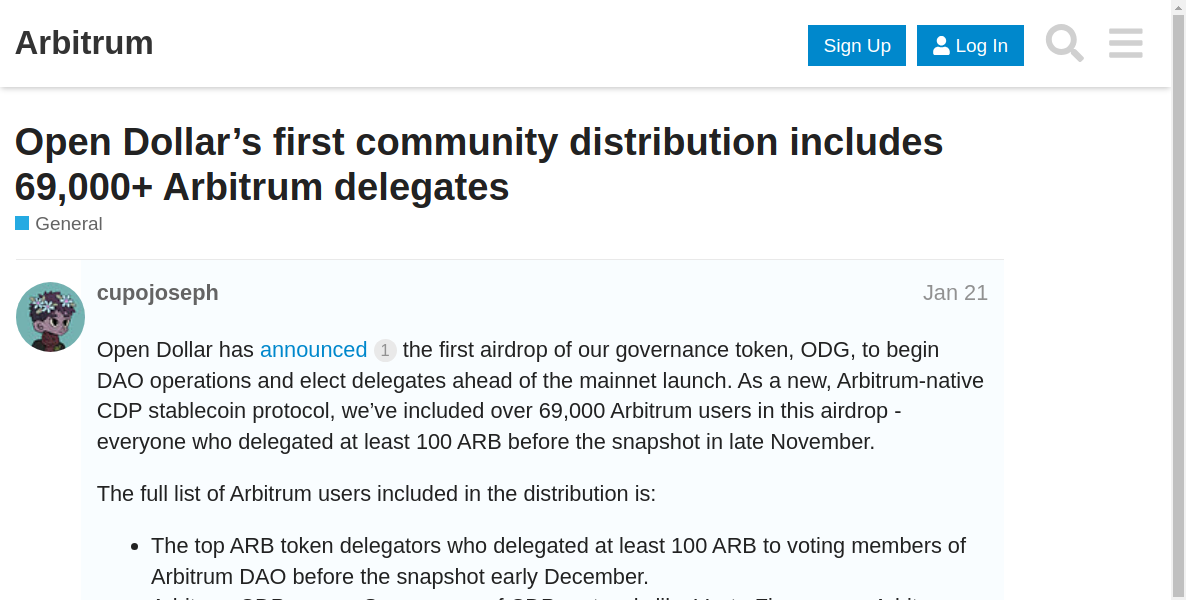 Arbitrum
Sign Up
Log In
Open Dollar’s first community distribution includes
69,000+ Arbitrum delegates
General
cupojoseph
Jan 21
Open Dollar has announced 1 the first airdrop of our governance token, ODG, to begin
DAO operations and elect delegates ahead of the mainnet launch. As a new, Arbitrum-native
CDP stablecoin protocol, we’ve included over 69,000 Arbitrum users in this airdrop -
everyone who delegated at least 100 ARB before the snapshot in late November.
The full list of Arbitrum users included in the distribution is:
• The top ARB token delegators who delegated at least 100 ARB to voting members of
Arbitrum DAO before the snapshot early December.